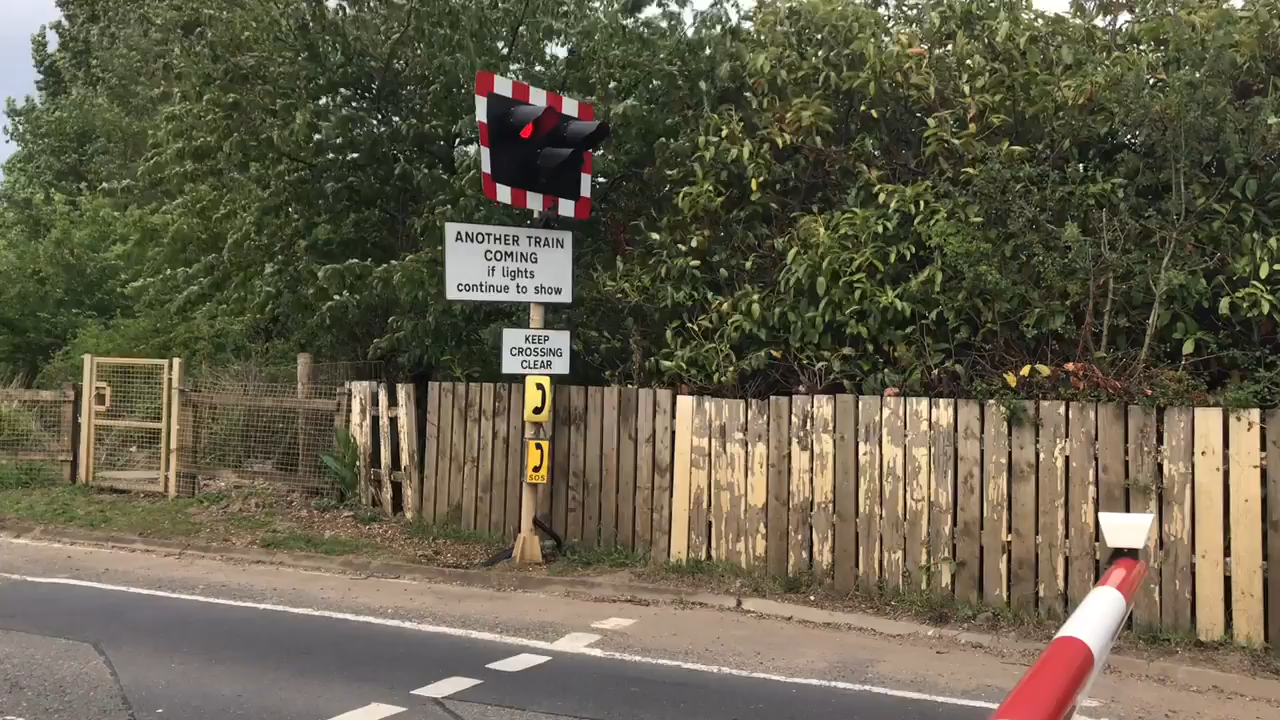 ANOTHER TRAIN
COMING
if lights
continue to show
KEEP
CROSSING
CLEAR
SOS